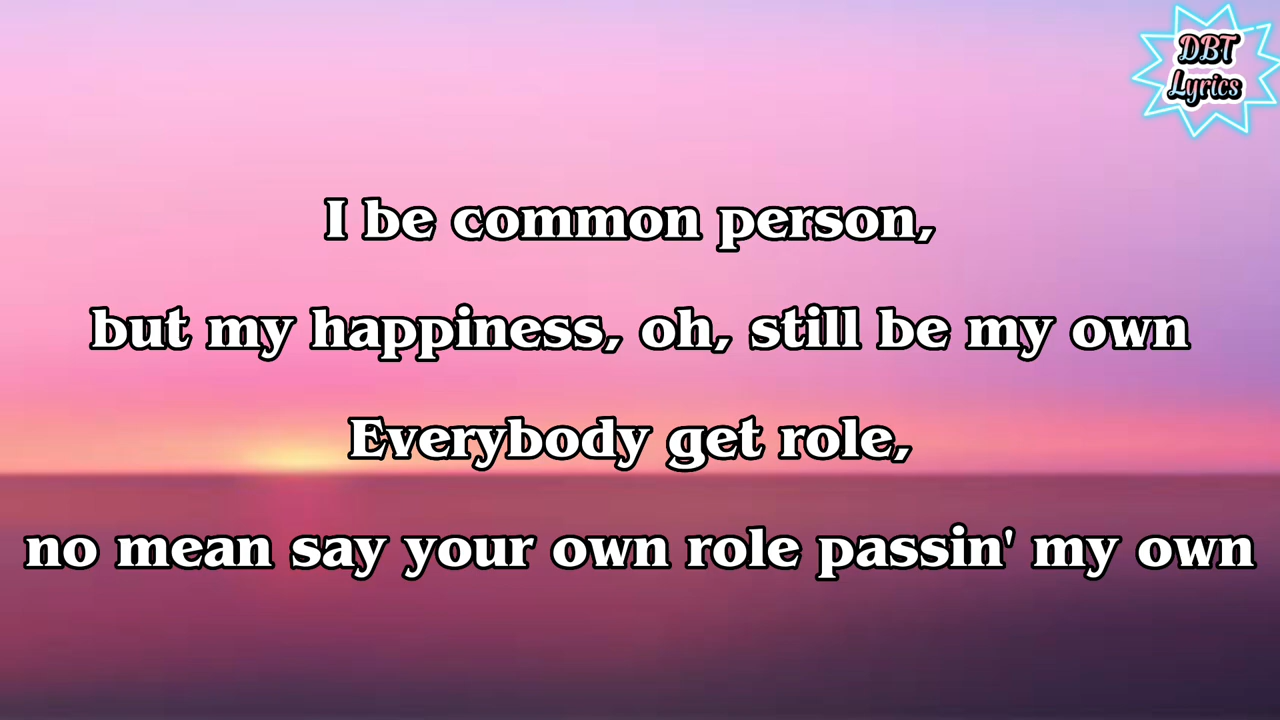 DBT
Lyrics
I be common person,
but my happiness, oh, still be my own
Everybody get role,
no mean say your own role passin' my own